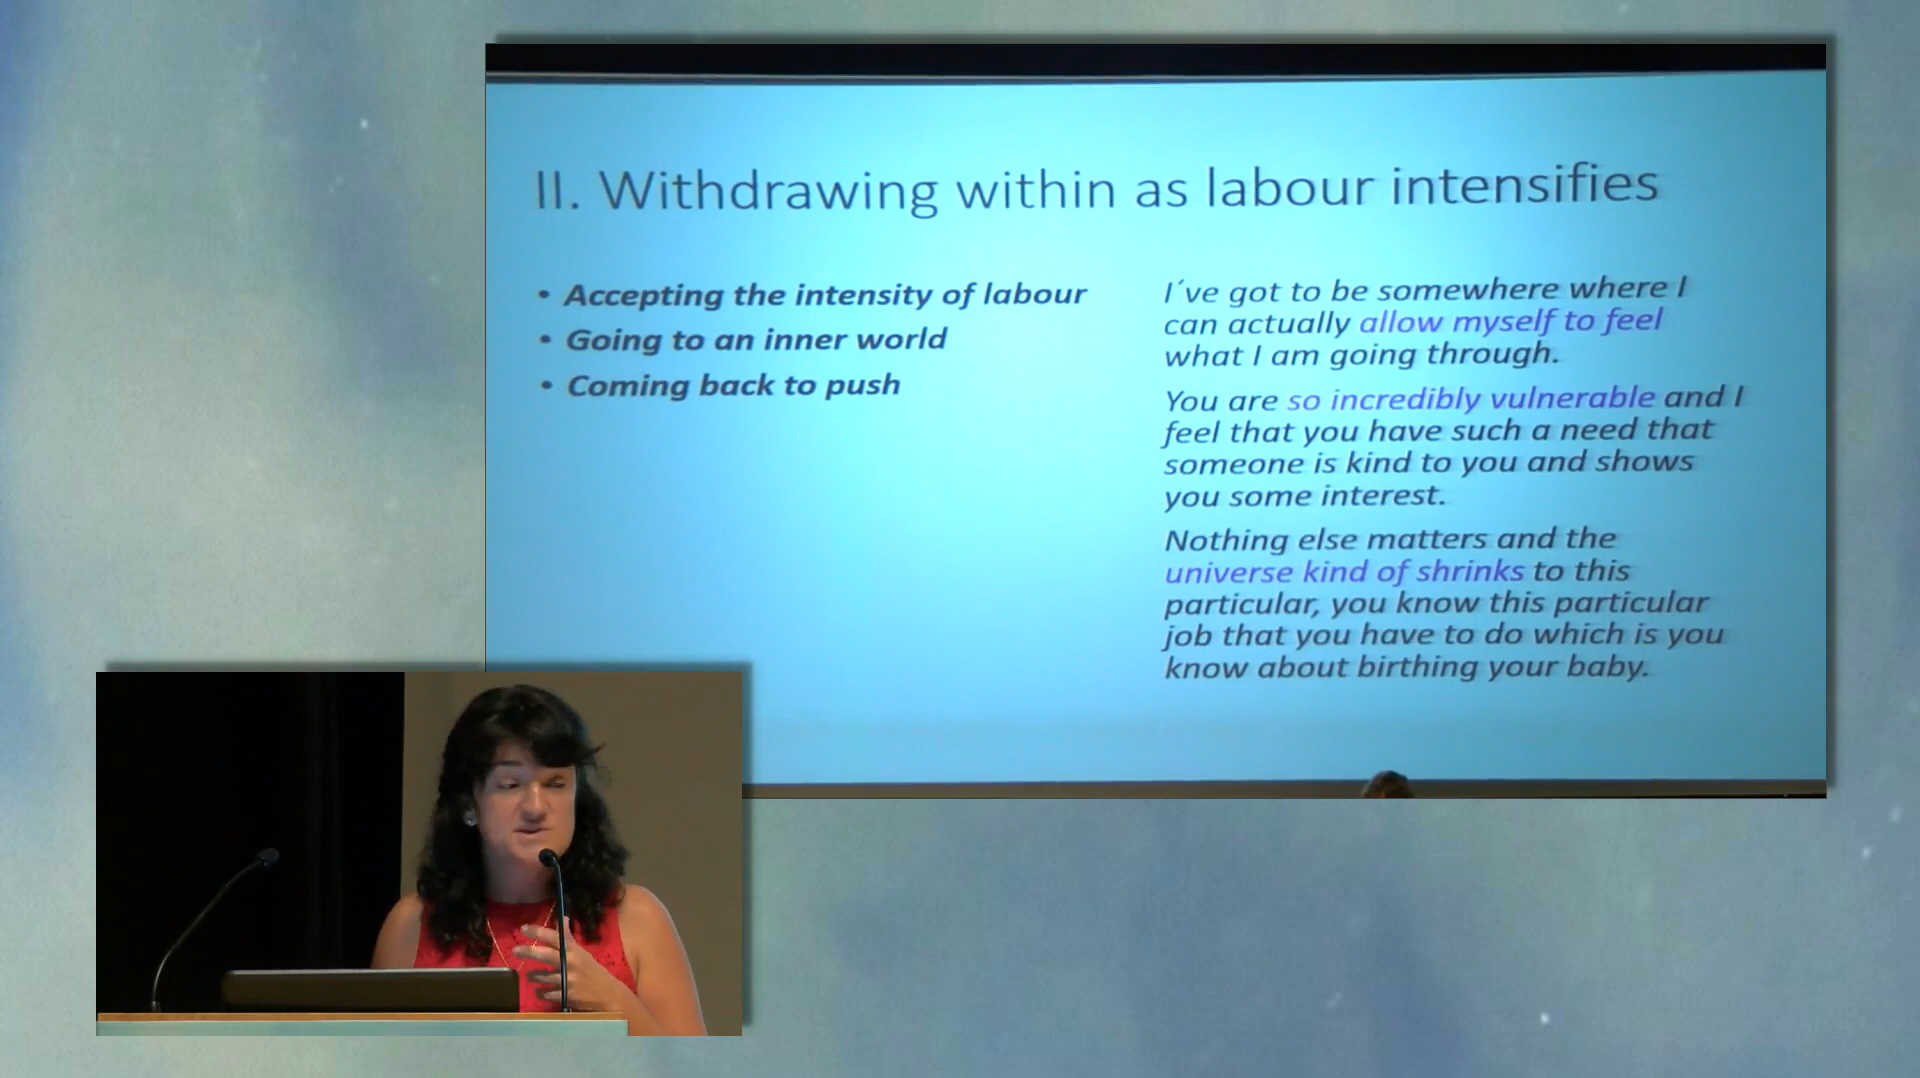 II. Withdrawing within as labour intensifies
• Accepting the intensity of labour
• Going to an inner world
• Coming back to push
I´ve got to be somewhere where I
can actually allow myself to feel
what I am going through.
You are so incredibly vulnerable and I
feel that you have such a need that
someone is kind to you and shows
you some interest.
Nothing else matters and the
universe kind of shrinks to this
particular, you know this particular
job that you have to do which is you
know about birthing your baby.